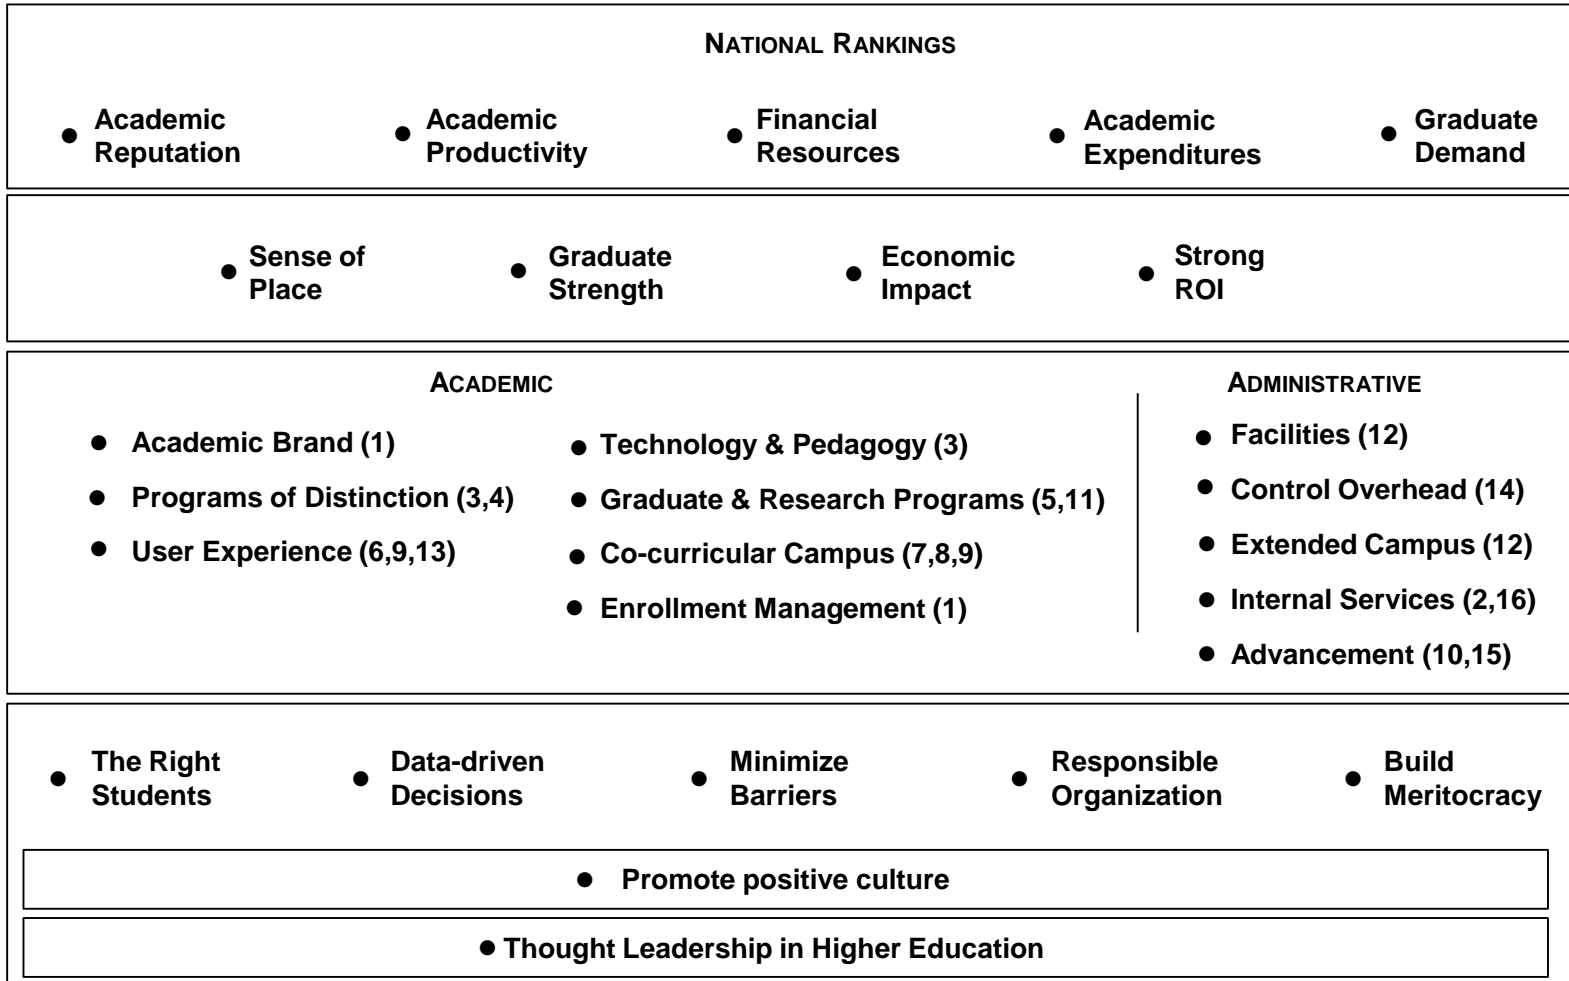 NATIONAL RANKINGS
● Academic Reputation
● Academic Productivity
● Financial Resources
● Academic Expenditures
● Graduate Demand
● Sense of Place
● Graduate Strength
● Economic Impact
● Strong ROI
ACADEMIC
● Academic Brand (1)
● Programs of Distinction (3,4)
● User Experience (6,9,13)
● Technology & Pedagogy (3)
● Graduate & Research Programs (5,11)
● Co-curricular Campus (7,8,9)
● Enrollment Management (1)
ADMINISTRATIVE
● Facilities (12)
● Control Overhead (14)
● Extended Campus (12)
● Internal Services (2,16)
● Advancement (10,15)
● The Right Students
● Data-driven Decisions
● Minimize Barriers
● Responsible Organization
● Build Meritocracy
● Promote positive culture
● Thought Leadership in Higher Education